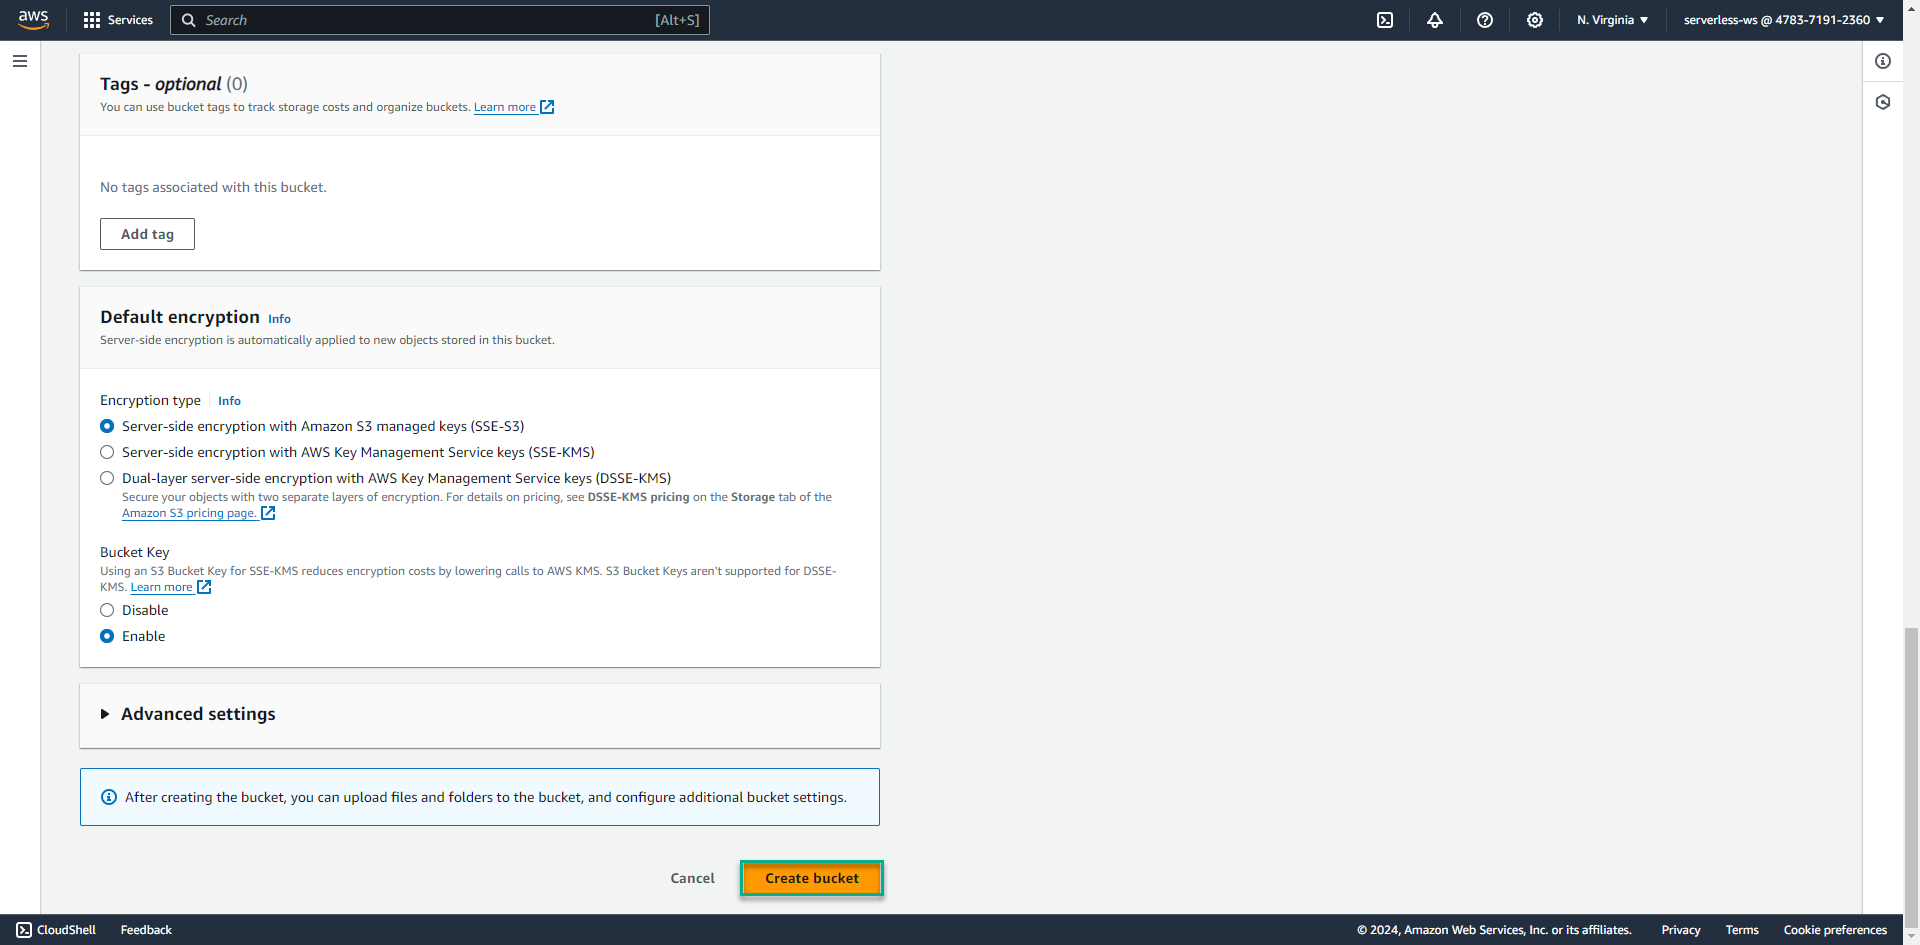 aws
Services
Search
[Alt+S]
N. Virginia
serverless-ws @ 4783-7191-2360
Tags - optional (0)
You can use bucket tags to track storage costs and organize buckets. Learn more
No tags associated with this bucket.
Add tag
Default encryption Info
Server-side encryption is automatically applied to new objects stored in this bucket.
Encryption type Info
Server-side encryption with Amazon S3 managed keys (SSE-S3)
Server-side encryption with AWS Key Management Service keys (SSE-KMS)
Dual-layer server-side encryption with AWS Key Management Service keys (DSSE-KMS)
Secure your objects with two separate layers of encryption. For details on pricing, see DSSE-KMS pricing on the Storage tab of the
Amazon S3 pricing page.
Bucket Key
Using an S3 Bucket Key for SSE-KMS reduces encryption costs by lowering calls to AWS KMS. S3 Bucket Keys aren't supported for DSSE-
KMS. Learn more
Disable
Enable
Advanced settings
After creating the bucket, you can upload files and folders to the bucket, and configure additional bucket settings.
Cancel
Create bucket
CloudShell
Feedback
© 2024, Amazon Web Services, Inc. or its affiliates.
Privacy
Terms
Cookie preferences